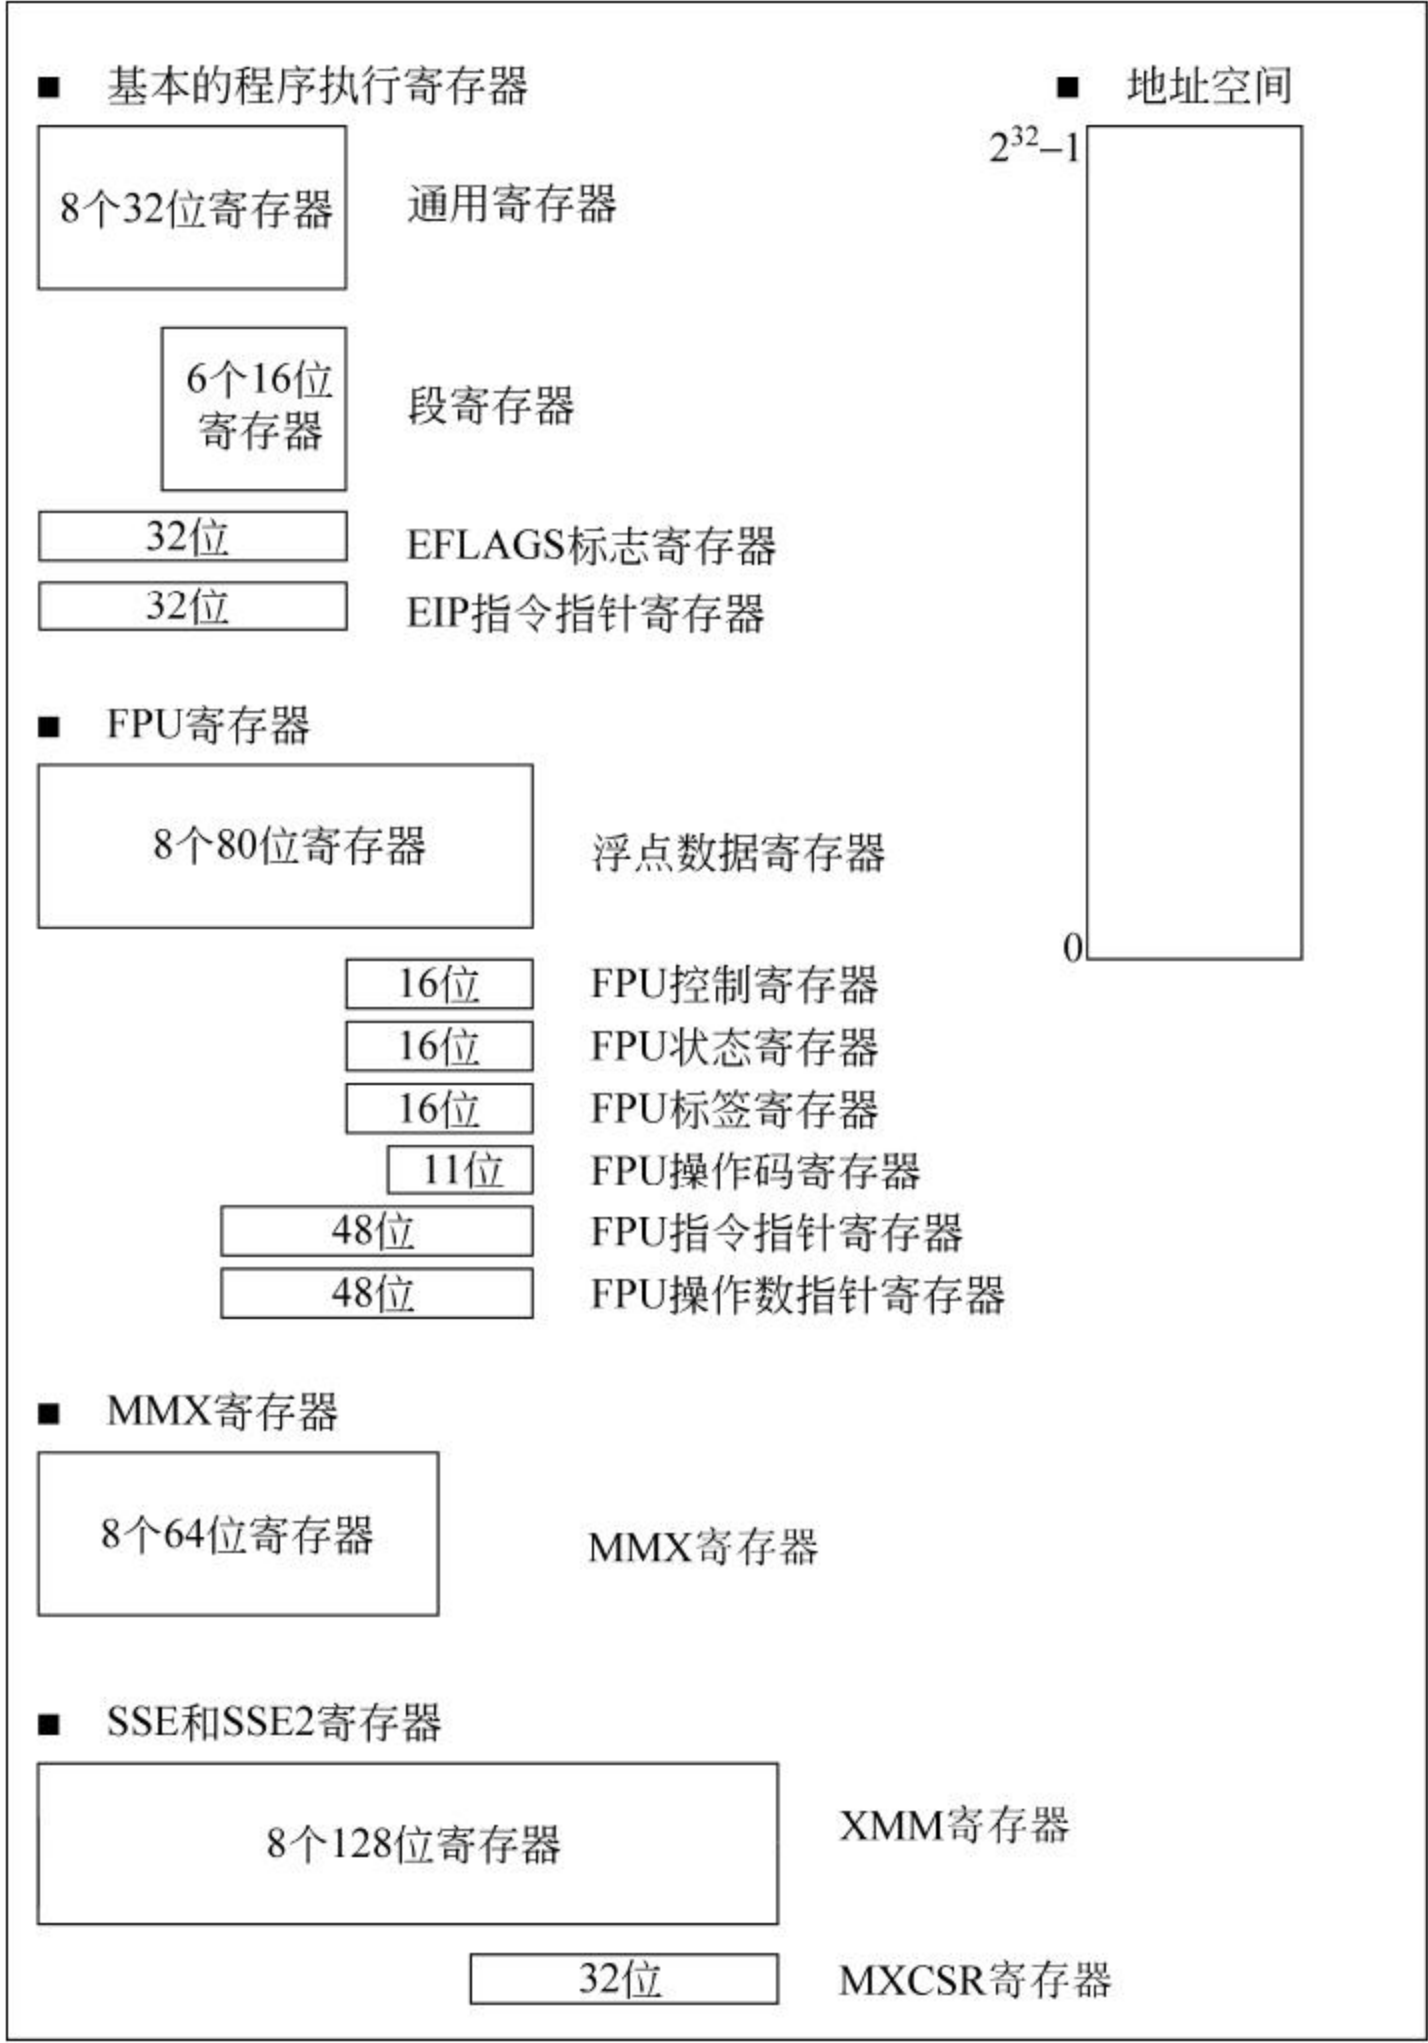 ■ 基本的程序执行寄存器
8个32位寄存器
通用寄存器
6个16位
寄存器
段寄存器
32位
EFLAGS标志寄存器
32位
EIP指令指针寄存器
■ 地址空间
2³²−1
0
■ FPU寄存器
8个80位寄存器
浮点数据寄存器
16位
FPU控制寄存器
16位
FPU状态寄存器
16位
FPU标签寄存器
11位
FPU操作码寄存器
48位
FPU指令指针寄存器
48位
FPU操作数指针寄存器
■ MMX寄存器
8个64位寄存器
MMX寄存器
■ SSE和SSE2寄存器
8个128位寄存器
XMM寄存器
32位
MXCSR寄存器